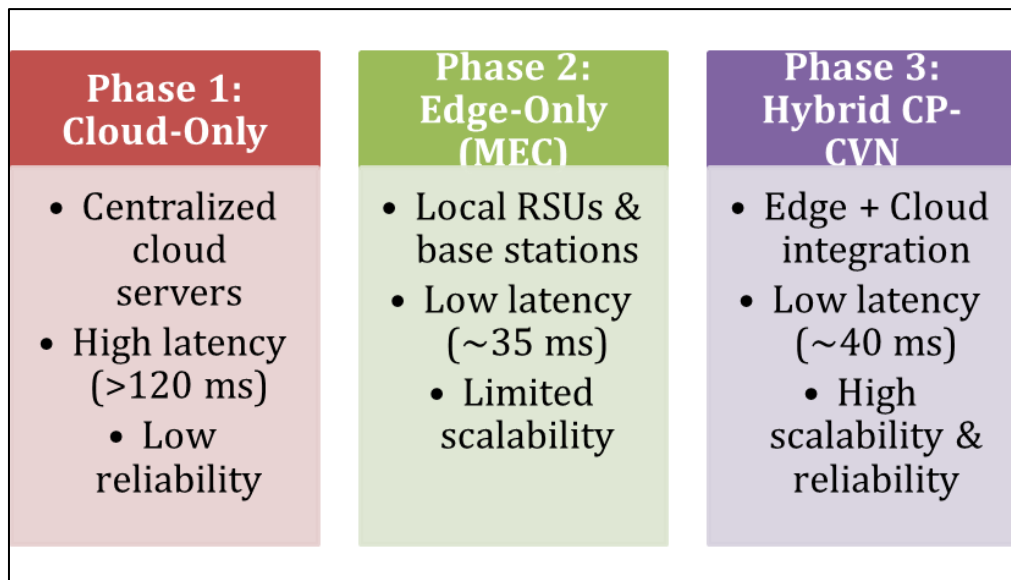 Phase 1:
Cloud-Only
• Centralized
cloud
servers
• High latency
(>120 ms)
• Low
reliability
Phase 2:
Edge-Only
(MEC)
• Local RSUs &
base stations
• Low latency
(~35 ms)
• Limited
scalability
Phase 3:
Hybrid CP-
CVN
• Edge + Cloud
integration
• Low latency
(~40 ms)
• High
scalability &
reliability